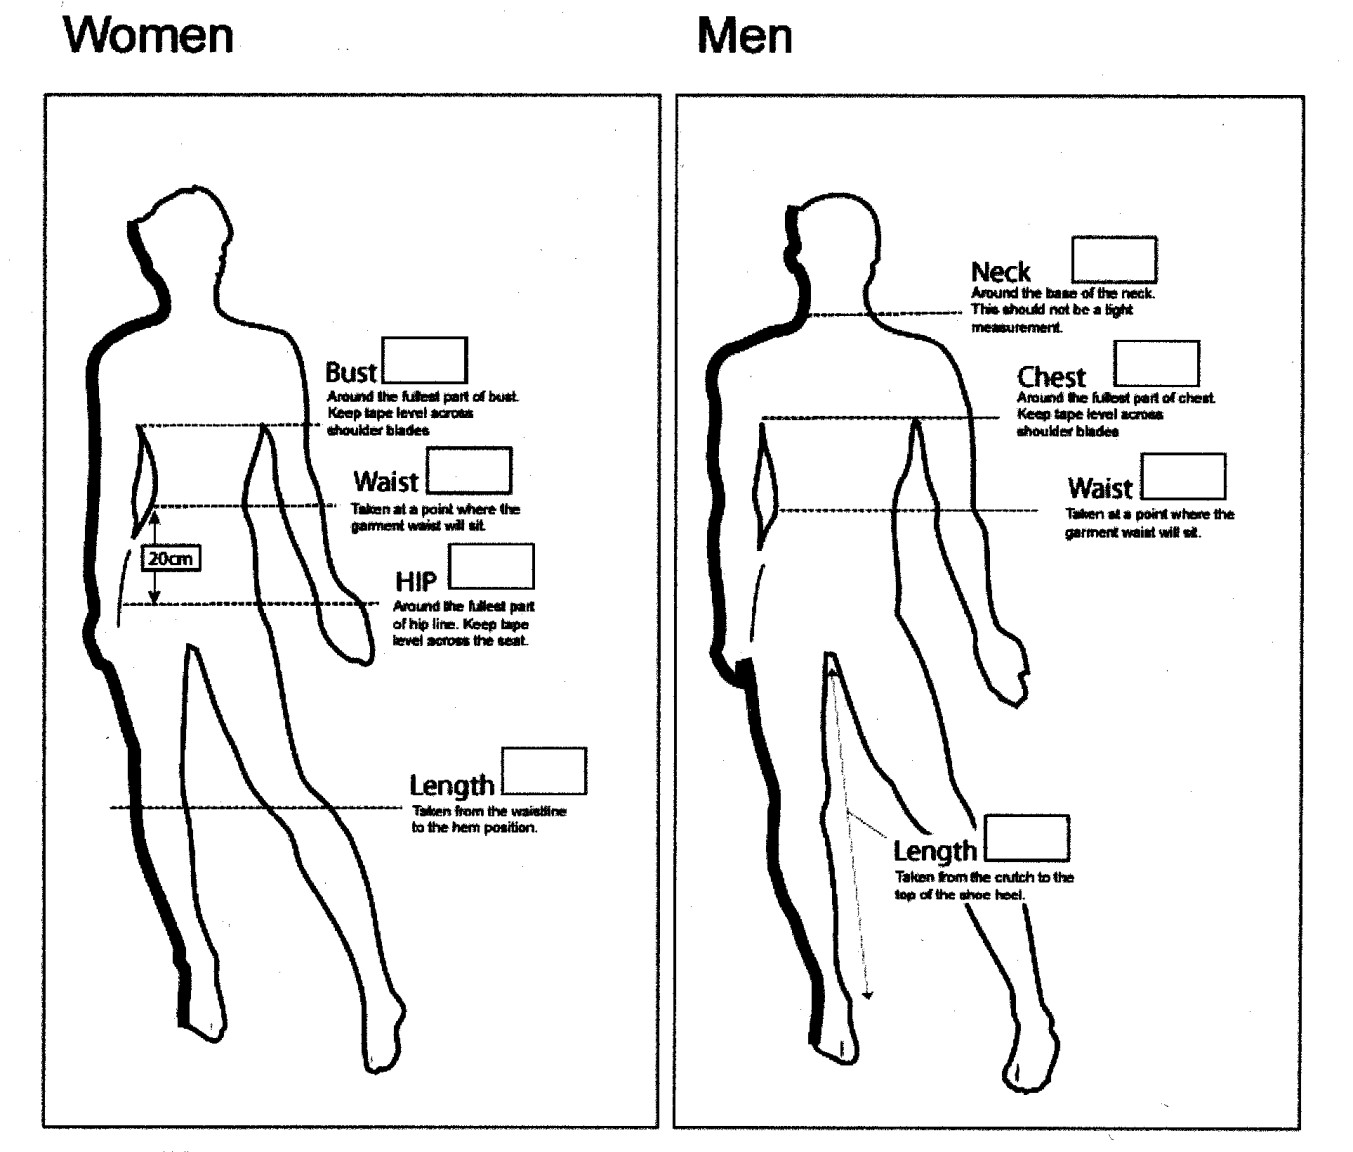 Women
Bust
Around the fullest part of bust.
Keep tape level across
shoulder blades
Waist
Taken at a point where the
garment waist will sit.
20cm
HIP
Around the fullest part
of hip line. Keep tape
level across the seat.
Length
Taken from the waistline
to the hem position.
Men
Neck
Around the base of the neck.
This should not be a tight
measurement.
Chest
Around the fullest part of chest.
Keep tape level across
shoulder blades
Waist
Taken at a point where the
garment waist will sit.
Length
Taken from the crutch to the
top of the shoe heel.